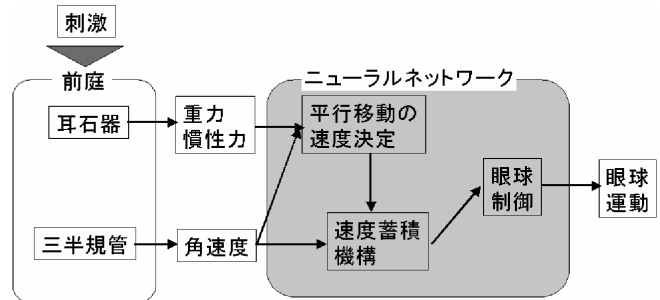 刺激
前庭
ニューラルネットワーク
耳石器
重力
慣性力
平行移動の
速度決定
眼球
制御
眼球
運動
三半規管
角速度
速度蓄積
機構